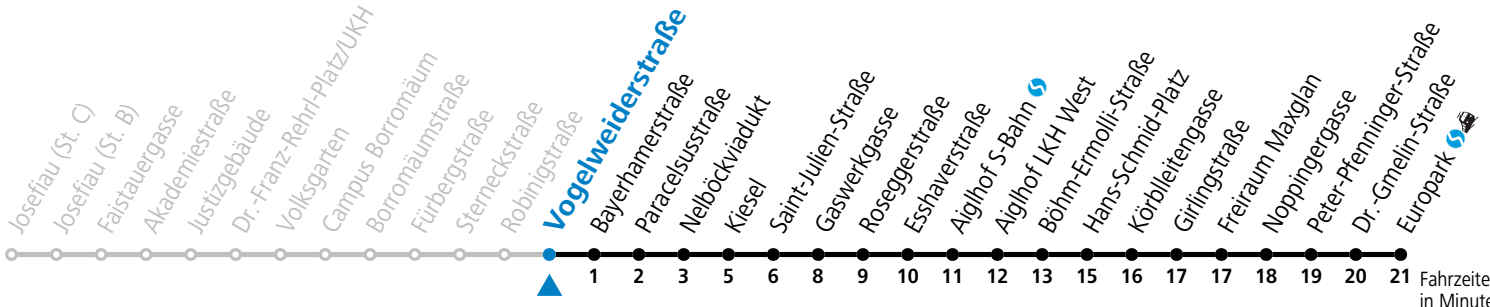 Josefiau (St. C)
Josefiau (St. B)
Faistauergasse
Akademiestraße
Justizgebäude
Dr.-Franz-Rehrl-Platz/UKH
Volksgarten
Campus Borromäum
Borromäumstraße
Fürbergstraße
Sterneckstraße
Robinigstraße
Vogelweiderstraße
Bayerhamerstraße
Paracelsusstraße
Nelböckviadukt
Kiesel
Saint-Julien-Straße
Gaswerkgasse
Roseggerstraße
Esshaverstraße
Aiglhof S-Bahn
Aiglhof LKH West
Böhm-Ermolli-Straße
Hans-Schmid-Platz
Körblleitengasse
Girlingstraße
Freiraum Maxglan
Noppingergasse
Peter-Pfenninger-Straße
Dr.-Gmelin-Straße
Europark
1 2 3 5 6 8 9 10 11 12 13 15 16 17 17 18 19 20 21 Fahrzeite
in Minute